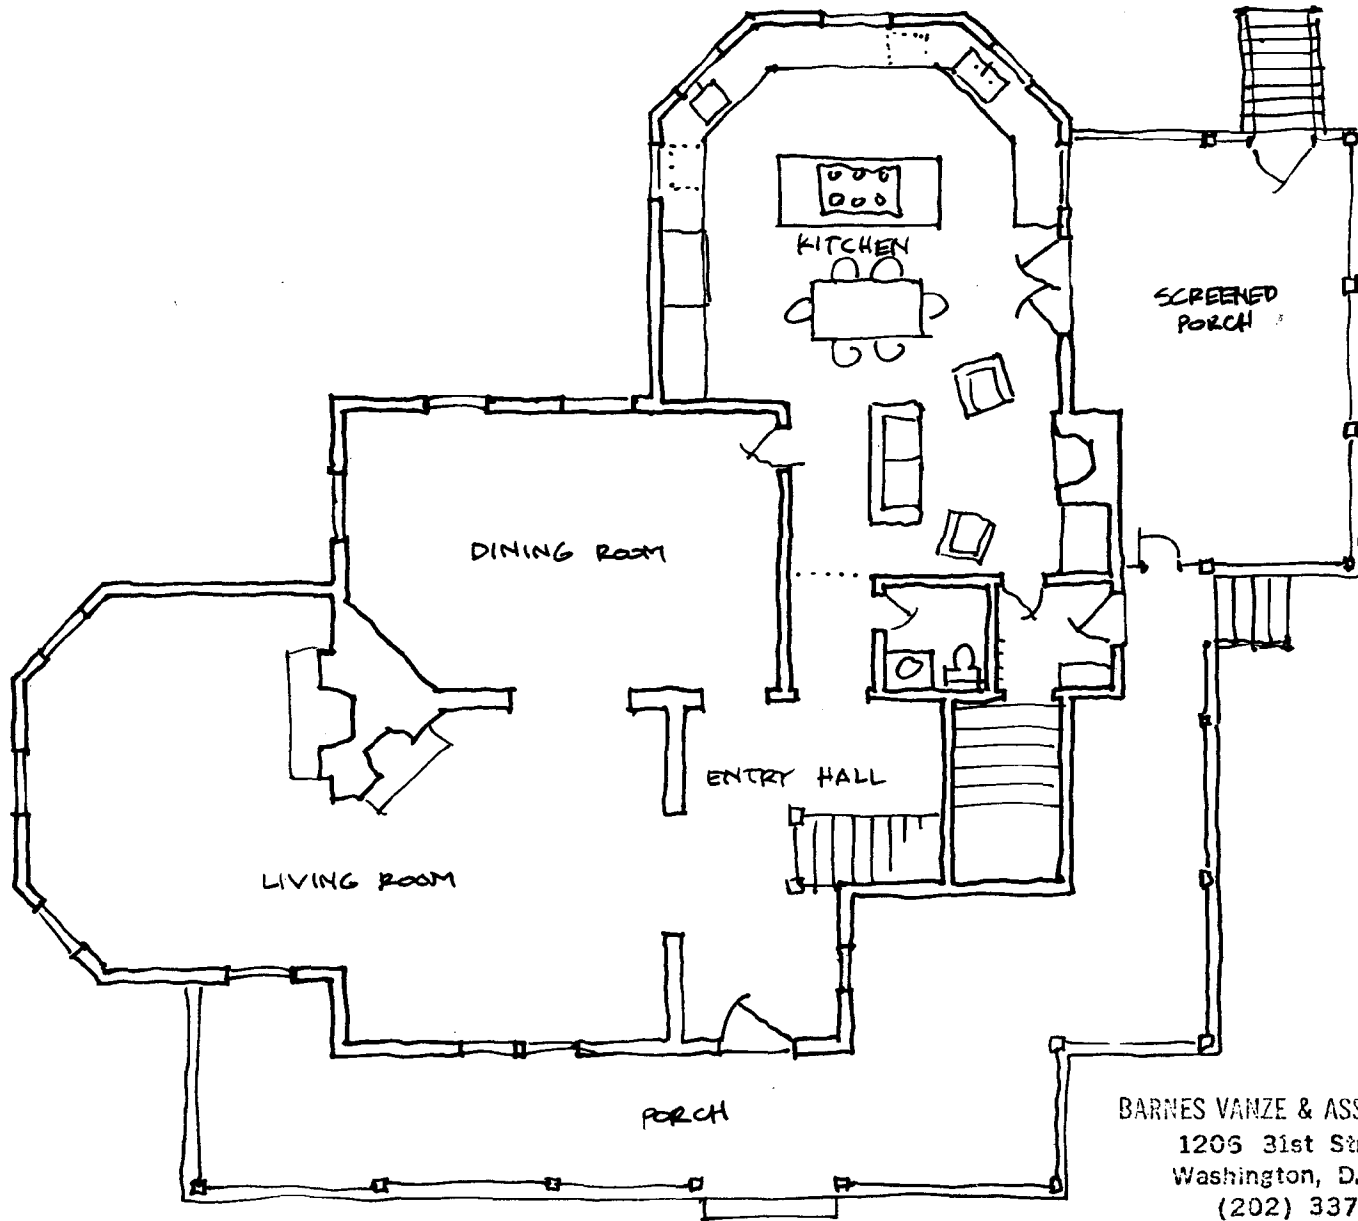 KITCHEN
SCREENED
PORCH
DINING ROOM
ENTRY HALL
LIVING ROOM
PORCH
BARNES VANZE & ASS
1206 31st St
Washington, D.
(202) 337